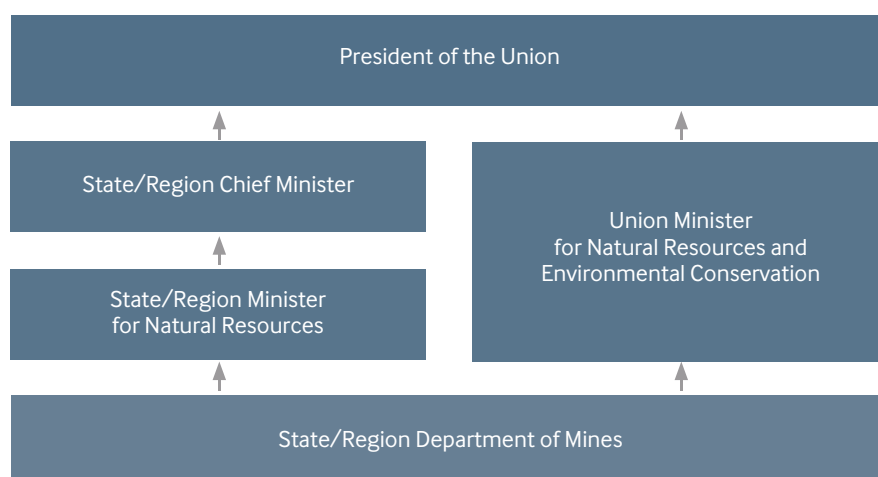 President of the Union
State/Region Chief Minister
State/Region Minister
for Natural Resources
Union Minister
for Natural Resources and
Environmental Conservation
State/Region Department of Mines